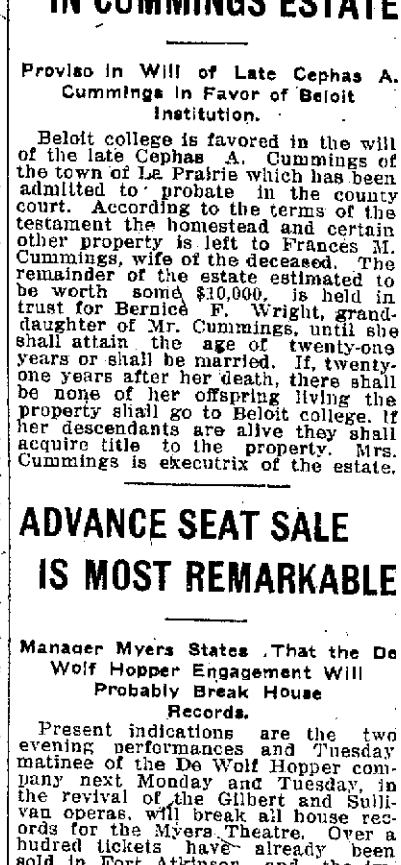 IN CUMMINGS ESTATE
Proviso in Will of Late Cephas A.
Cummings in Favor of Beloit
Institution.
Beloit college is favored in the will
of the late Cephas A. Cummings of
the town of La Prairie which has been
admitted to probate in the county
court. According to the terms of the
testament the homestead and certain
other property is left to Frances M.
Cummings, wife of the deceased. The
remainder of the estate estimated to
be worth some $10,000, is held in
trust for Bernice F. Wright, grand-
daughter of Mr. Cummings, until she
shall attain the age of twenty-one
years or shall be married. If, twenty-
one years after her death, there shall
be none of her offspring living the
property shall go to Beloit college. If
her descendants are alive they shall
acquire title to the property. Mrs.
Cummings is executrix of the estate.
ADVANCE SEAT SALE
IS MOST REMARKABLE
Manager Myers States That the De
Wolf Hopper Engagement Will
Probably Break House
Records.
Present indications are the two
evening performances and Tuesday
matinee of the De Wolf Hopper com-
pany next Monday and Tuesday, in
the revival of the Gilbert and Sulli-
van operas, will break all house rec-
ords for the Myers Theatre. Over a
hudred tickets have already been
sold in Fort Atkinson and the